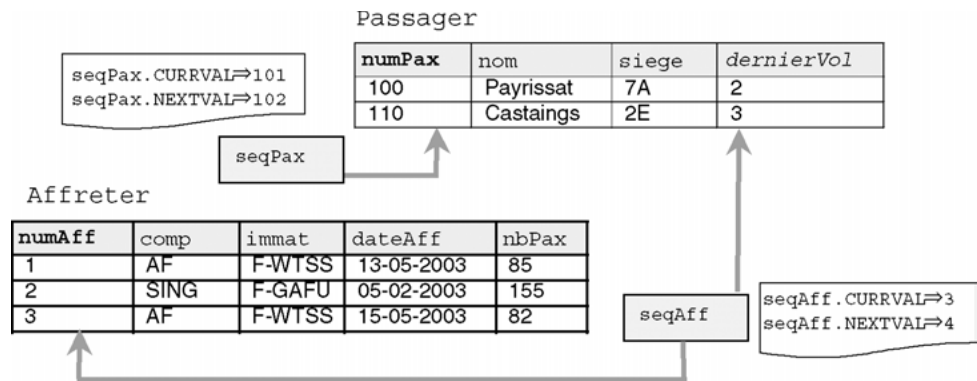 Passager
seqPax.CURRVAL⇒101
seqPax.NEXTVAL⇒102
numPax nom siege dernierVol
100 Payrissat 7A 2
110 Castaings 2E 3
seqPax
Affreter
numAff comp immat dateAff nbPax
1 AF F-WTSS 13-05-2003 85
2 SING F-GAFU 05-02-2003 155
3 AF F-WTSS 15-05-2003 82
seqAff
seqAff.CURRVAL⇒3
seqAff.NEXTVAL⇒4